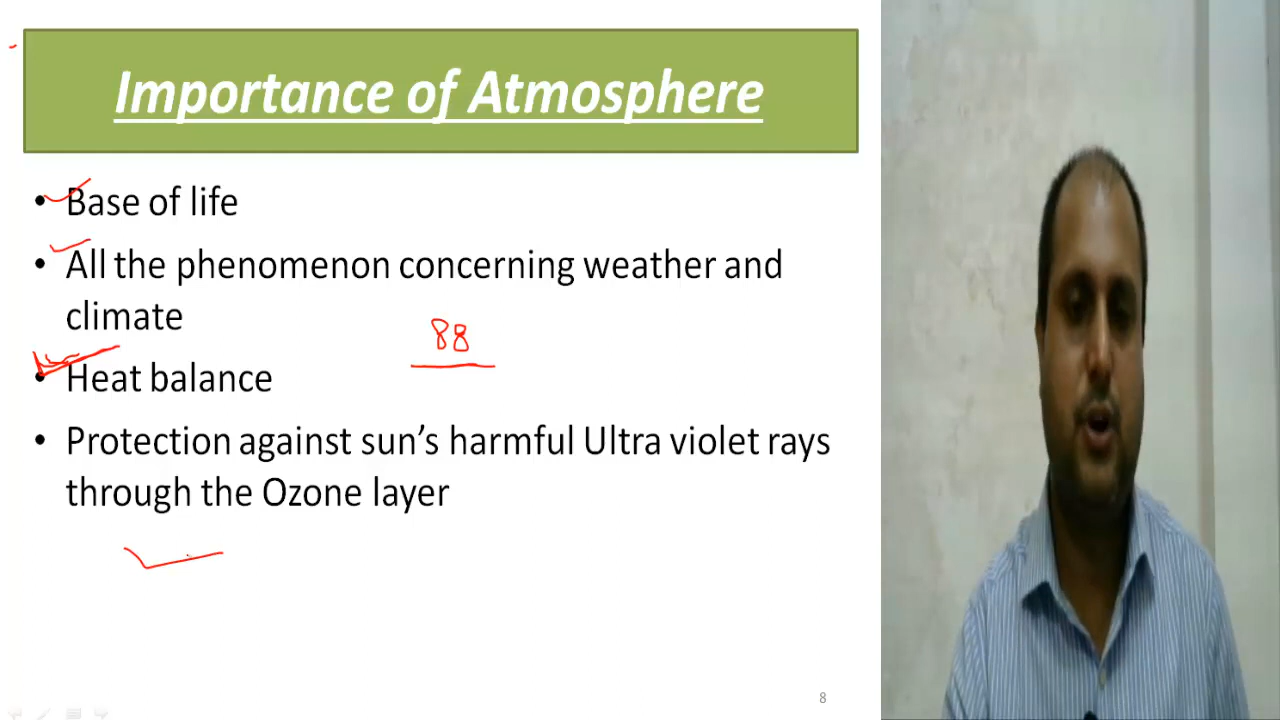 Importance of Atmosphere
• Base of life
• All the phenomenon concerning weather and
climate
88
• Heat balance
• Protection against sun's harmful Ultra violet rays
through the Ozone layer
8